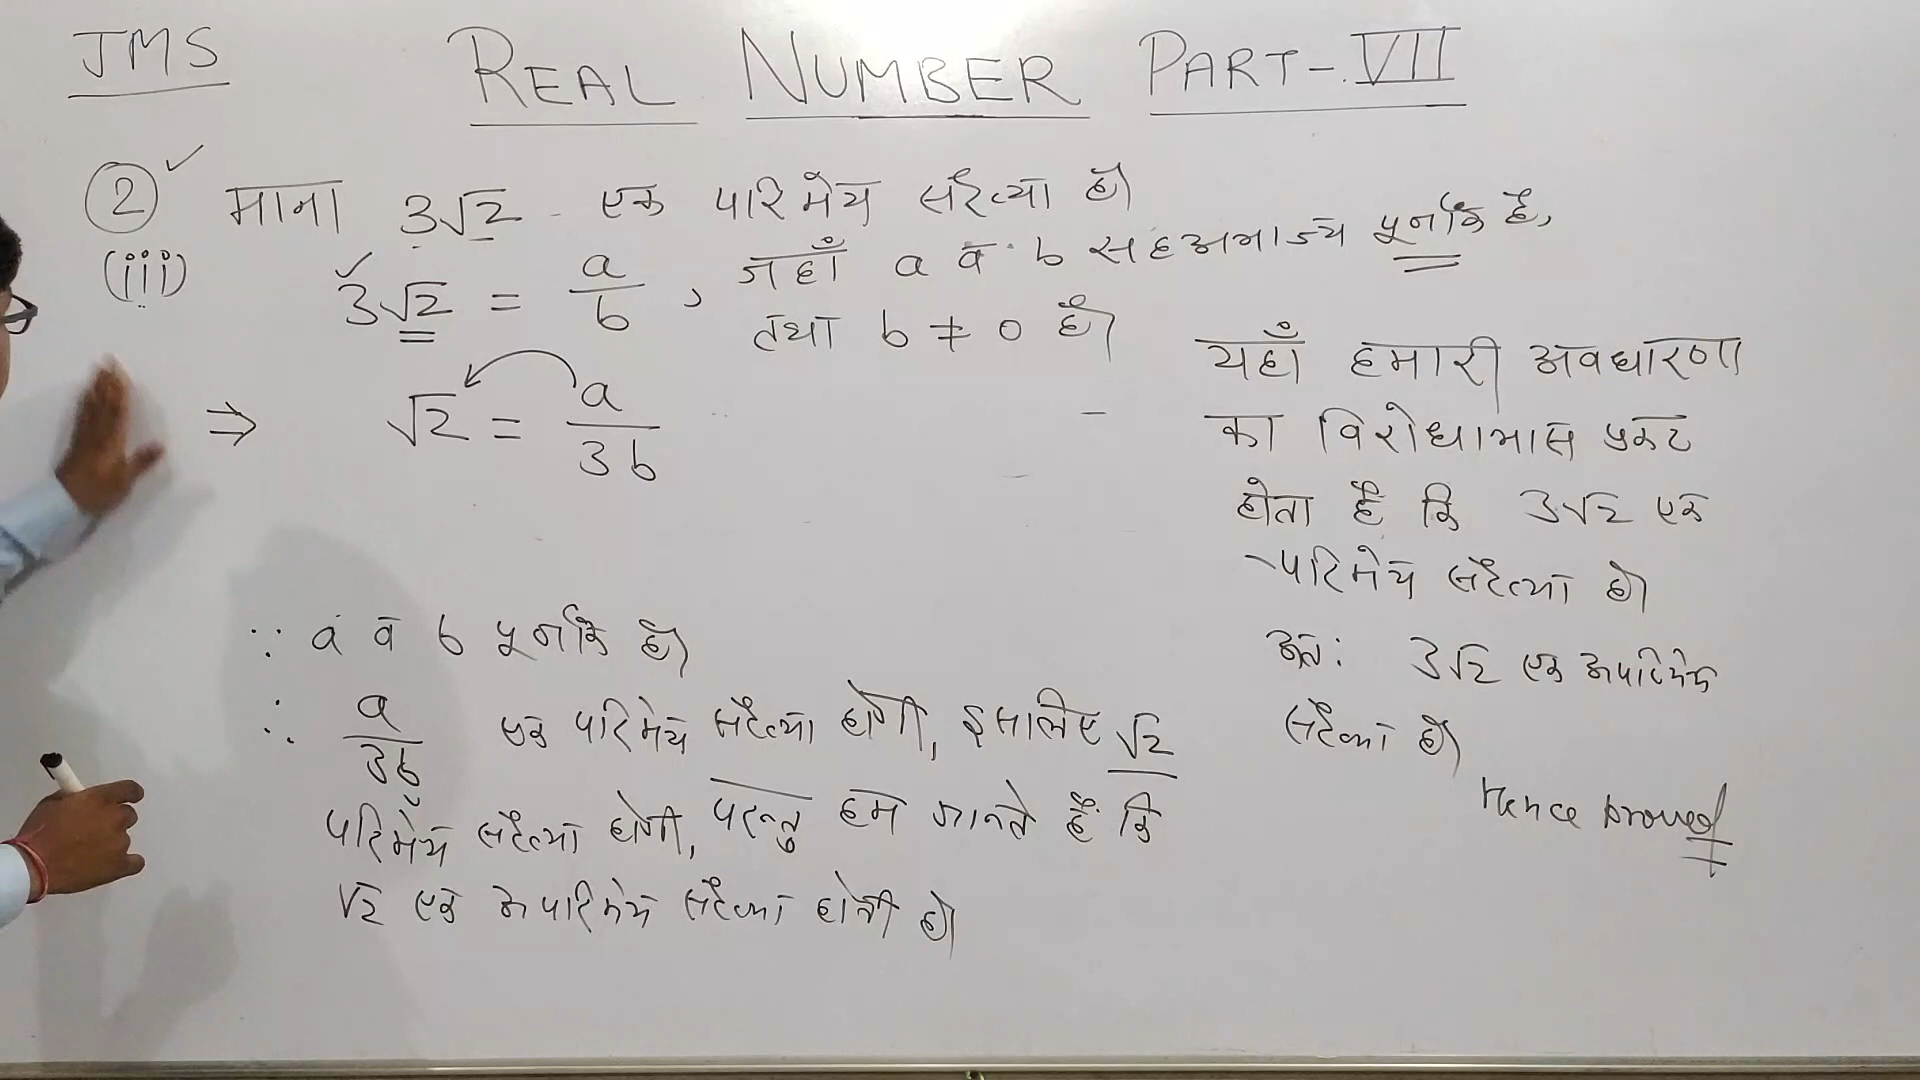 JMS
REAL NUMBER PART-VII
② माना 3√2 एक परिमेय संख्या है।
(iii) 3√2 = a/b, जहाँ a व b सहअभाज्य पूर्णांक है,
तथा b ≠ 0 है।
⇒ √2 = a/3b
∵ a व b पूर्णांक है।
∴ a/3b एक परिमेय संख्या होगी, इसलिए √2
परिमेय संख्या होगी, परन्तु हम जानते हैं कि
√2 एक अपरिमेय संख्या होती है।
यहाँ हमारी अवधारणा
का विरोधाभास प्रकट
होता है कि 3√2 एक
परिमेय संख्या है।
अतः 3√2 एक अपरिमेय
संख्या है।
Hence proved